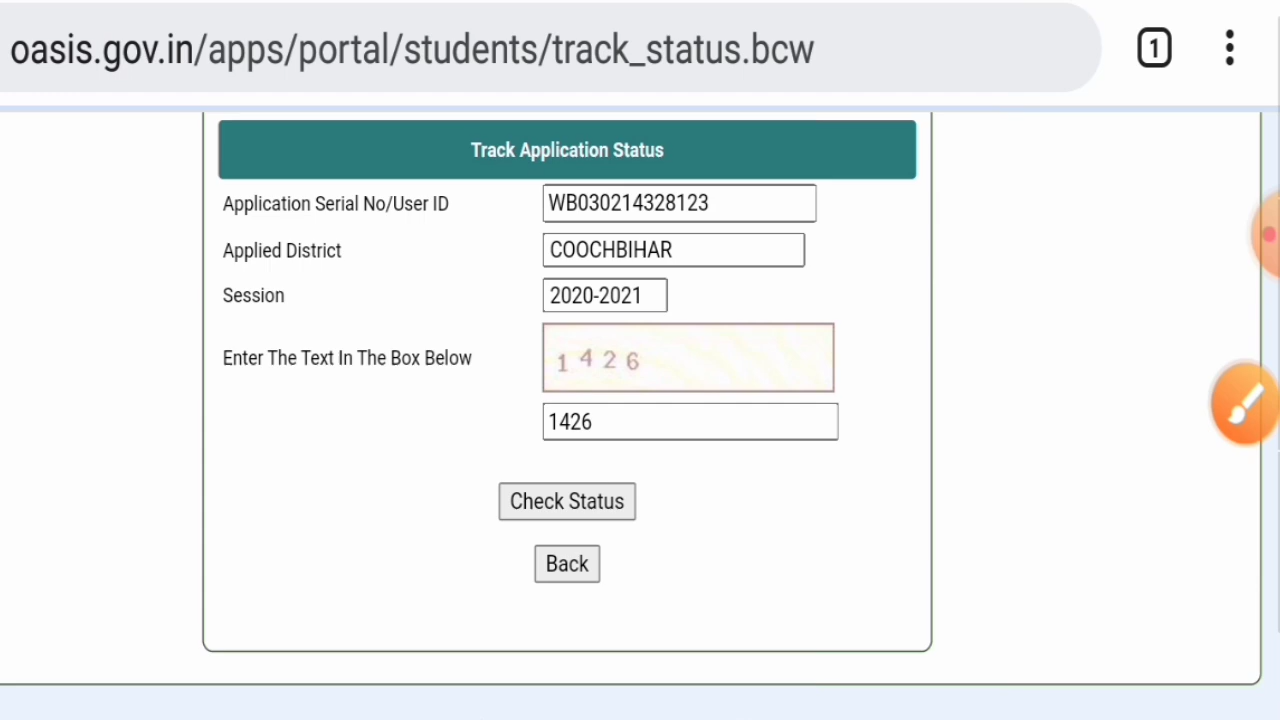 oasis.gov.in/apps/portal/students/track_status.bcw
1
Track Application Status
Application Serial No/User ID WB030214328123
Applied District COOCHBIHAR
Session 2020-2021
Enter The Text In The Box Below 1 4 2 6
1426
Check Status
Back